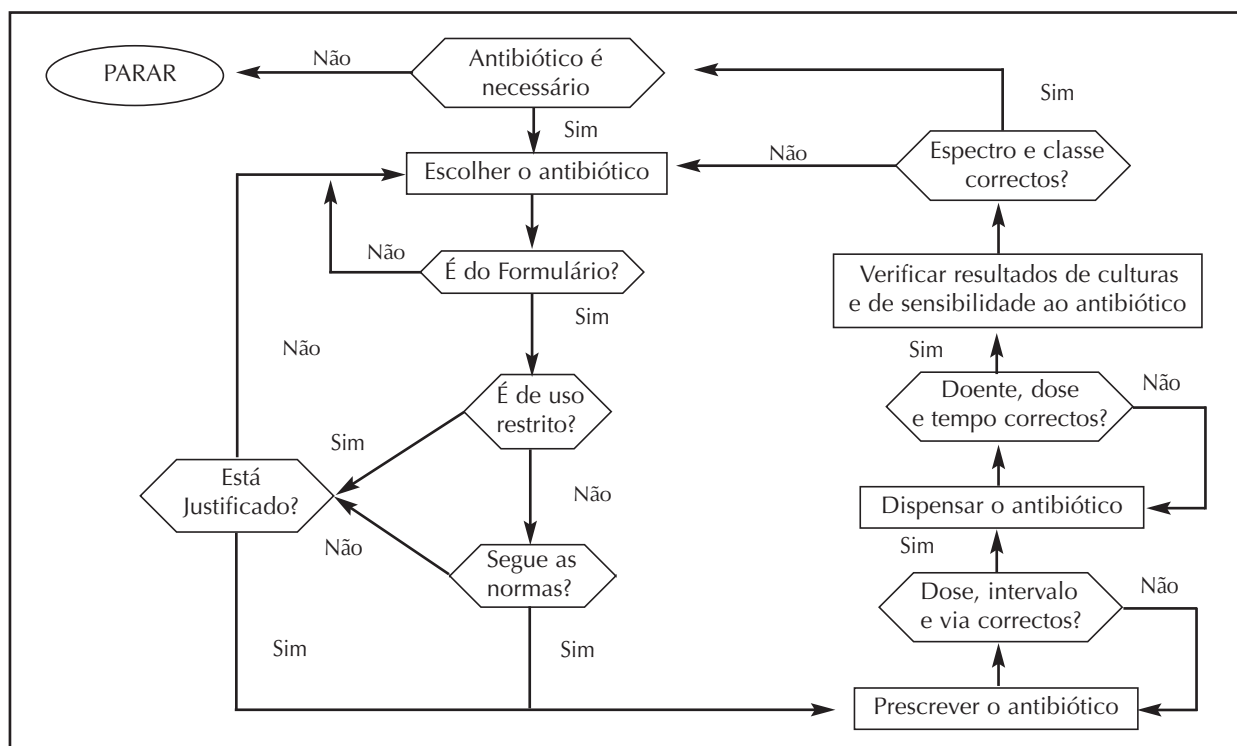 PARAR
Não
Antibiótico é
necessário
Sim
Sim
Escolher o antibiótico
Não
Espectro e classe
correctos?
Não
É do Formulário?
Sim
Verificar resultados de culturas
e de sensibilidade ao antibiótico
Não
Sim
É de uso
restrito?
Doente, dose
e tempo correctos?
Não
Sim
Está
Justificado?
Não
Dispensar o antibiótico
Não
Sim
Segue as
normas?
Dose, intervalo
e via correctos?
Não
Sim
Sim
Prescrever o antibiótico